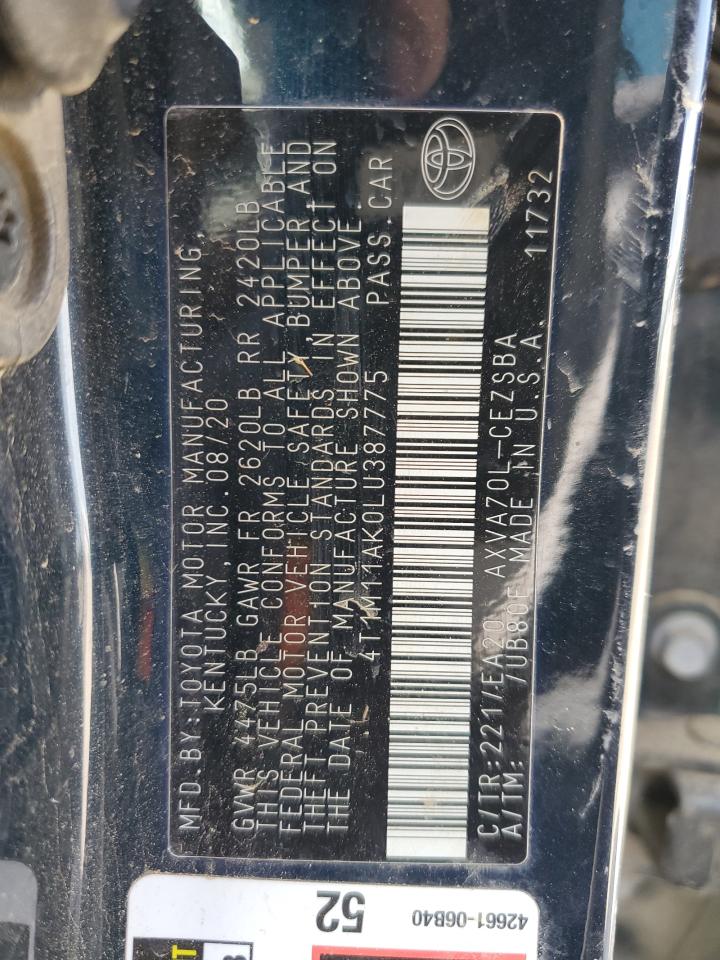 MFD.BY:TOYOTA MOTOR MANUFACTURING
KENTUCKY,INC.08/20
GVWR 4475LB GAWR FR 2620LB RR 2420LB
THIS VEHICLE CONFORMS TO ALL APPLICABLE
FEDERAL MOTOR VEHICLE SAFETY, BUMPER AND
THEFT PREVENTION STANDARDS IN EFFECT ON
THE DATE OF MANUFACTURE SHOWN ABOVE.
4T1M11AK0LU387775 PASS.CAR
C/TR:221/EA20 AXVA70L-CEZSBA
A/TM: /UB80F MADE IN U.S.A. 11732
52
42661-06B40